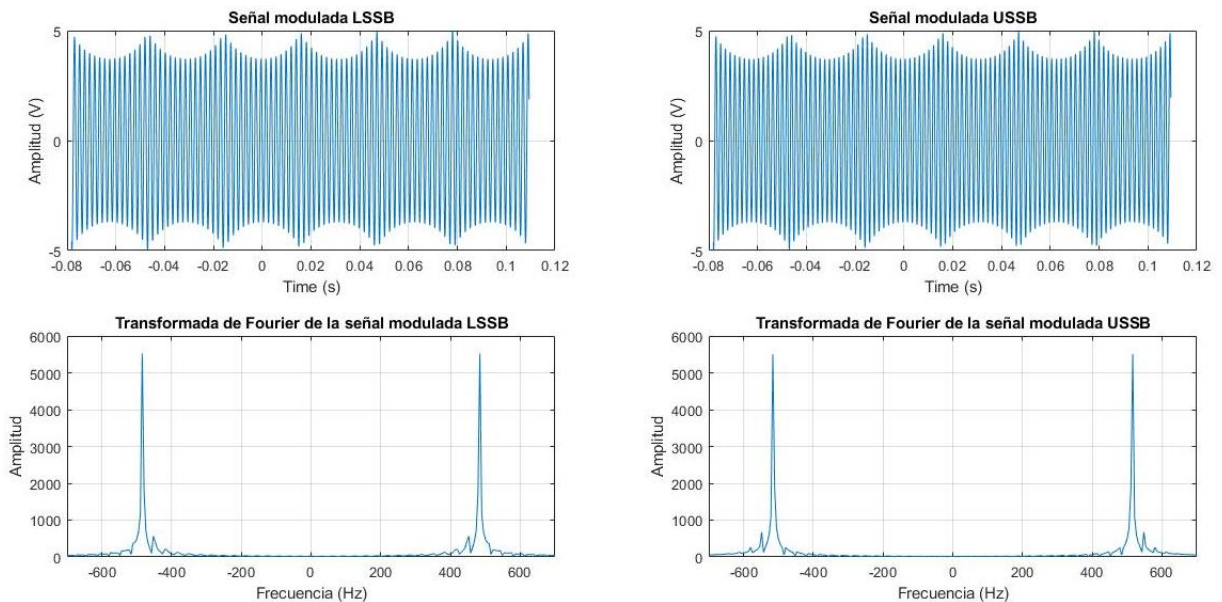 Señal modulada LSSB
Amplitud (V)
5
0
-5
-0.08 -0.06 -0.04 -0.02 0 0.02 0.04 0.06 0.08 0.1 0.12
Time (s)
Señal modulada USSB
Amplitud (V)
5
0
-5
-0.08 -0.06 -0.04 -0.02 0 0.02 0.04 0.06 0.08 0.1 0.12
Time (s)
Transformada de Fourier de la señal modulada LSSB
Amplitud
6000
5000
4000
3000
2000
1000
0
-600 -400 -200 0 200 400 600
Frecuencia (Hz)
Transformada de Fourier de la señal modulada USSB
Amplitud
6000
5000
4000
3000
2000
1000
0
-600 -400 -200 0 200 400 600
Frecuencia (Hz)